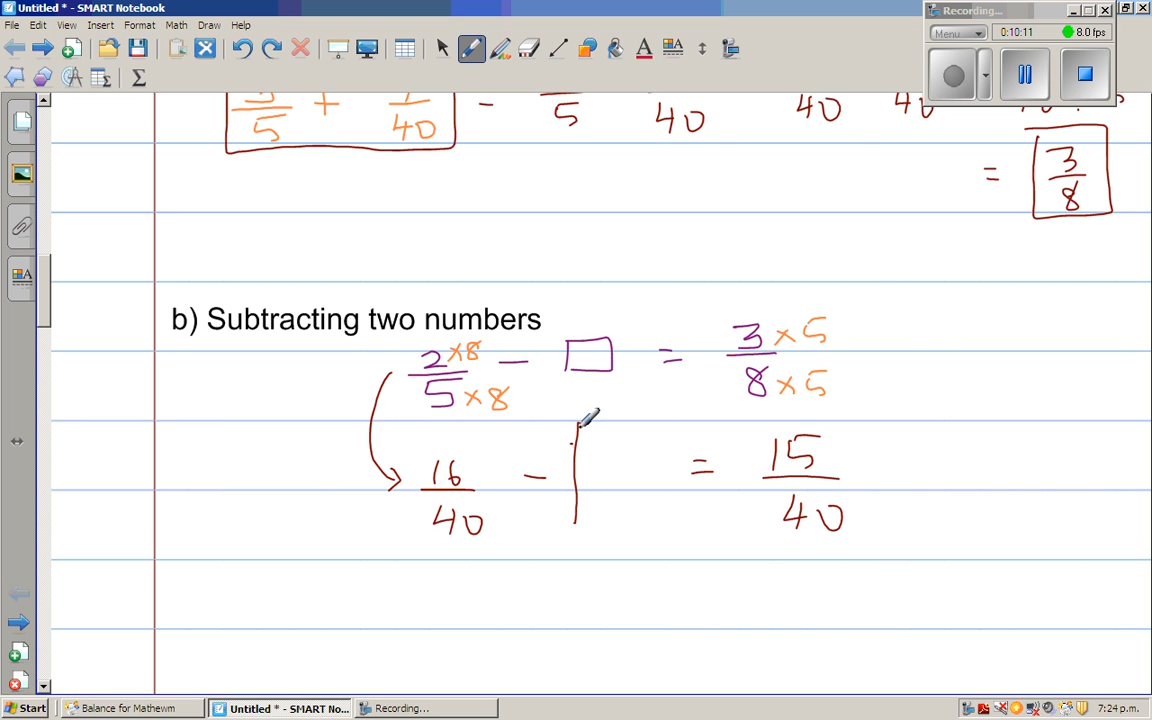 Untitled * - SMART Notebook
Recording...
File Edit View Insert Format Tools Math Draw Help
Menu 0:10:11 8.0 fps
5 + 40 - 5 40 40 40
= 3/8
b) Subtracting two numbers
2 ×8 / 5 ×8 - □ = 3 ×5 / 8 ×5
16/40 - = 15/40
Start Balance for Mathewm Untitled * - SMART No... Recording... 7:24 p.m.